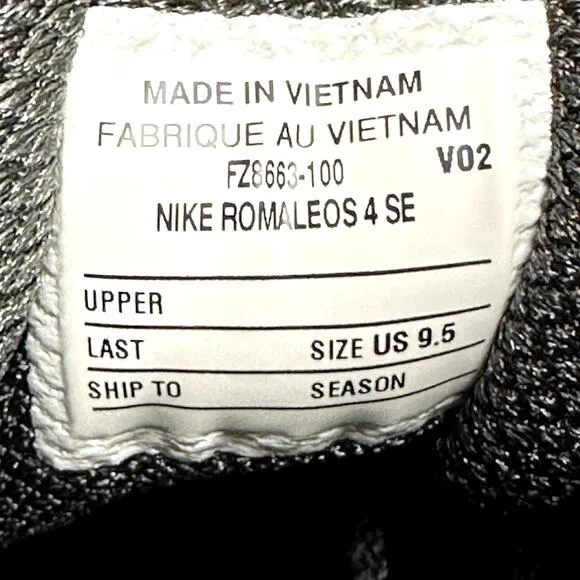 MADE IN VIETNAM
FABRIQUE AU VIETNAM
FZ8663-100 V02
NIKE ROMALEOS 4 SE
UPPER
LAST SIZE US 9.5
SHIP TO SEASON